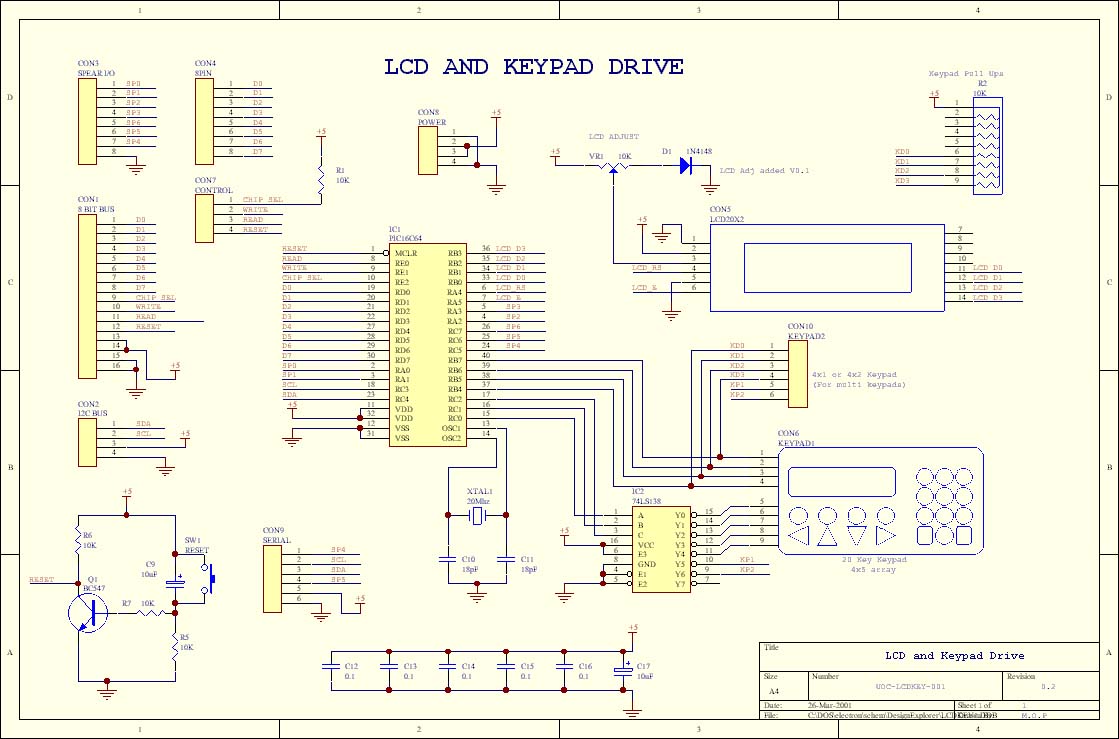 1 2 3 4
LCD AND KEYPAD DRIVE
D
CON3
SPEAR I/O
1 SP0
2 SP1
3 SP2
4 SP3
5 SP6
6 SP5
7 SP4
8
CON4
8PIN
1 D0
2 D1
3 D2
4 D3
5 D4
6 D5
7 D6
8 D7
CON7
CONTROL
1 CHIP SEL
2 WRITE
3 READ
4 RESET
+5
R1
10K
CON8
POWER
1
2
3
4
+5
LCD ADJUST
+5
VR1 10K
D1 1N4148
LCD Adj added V0.1
Keypad Pull Ups
R2
10K
+5
1
2
3
4
5
KD0 6
KD1 7
KD2 8
KD3 9
D
CON1
8 BIT BUS
1 D0
2 D1
3 D2
4 D3
5 D4
6 D5
7 D6
8 D7
9 CHIP SEL
10 WRITE
11 READ
12 RESET
13
14
15
16
+5
C
IC1
PIC16C64
RESET 1 MCLR RB3 36 LCD D3
READ 8 RE0 RB2 35 LCD D2
WRITE 9 RE1 RB1 34 LCD D1
CHIP SEL 10 RE2 RB0 33 LCD D0
D0 19 RD0 RA4 6 LCD_RS
D1 20 RD1 RA5 7 LCD_E
D2 21 RD2 RA3 5 SP3
D3 22 RD3 RA2 4 SP2
D4 27 RD4 RC7 26 SP6
D5 28 RD5 RC6 25 SP5
D6 29 RD6 RC5 24 SP4
D7 30 RD7 RB7 40
SP0 2 RA0 RB6 39
SP1 3 RA1 RB5 38
SCL 18 RC3 RB4 37
SDA 23 RC4 RC2 17
+5 11 VDD RC1 16
32 VDD RC0 15
12 VSS OSC1 13
31 VSS OSC2 14
CON5
LCD20X2
+5
1
2
3
LCD_RS 4
5
LCD_E 6
7
8
9
10
11 LCD D0
12 LCD D1
13 LCD D2
14 LCD D3
C
CON10
KEYPAD2
KD0 1
KD1 2
KD2 3
KD3 4
KP1 5
KP2 6
4x1 or 4x2 Keypad
(For multi keypads)
CON2
I2C BUS
1 SDA
2 SCL
3
4
+5
B
CON6
KEYPAD1
1
2
3
4
5
6
7
8
9
20 Key Keypad
4x5 array
B
XTAL1
20Mhz
C10
18pF
C11
18pF
IC2
74LS138
1 A Y0 15
2 B Y1 14
3 C Y2 13
16 VCC Y3 12
6 E3 Y4 11
8 GND Y5 10 KP1
4 E1 Y6 9 KP2
5 E2 Y7 7
+5
+5
R6
10K
SW1
RESET
C9
10uF
RESET
Q1
BC547
R7 10K
R5
10K
CON9
SERIAL
1 SP4
2 SCL
3 SDA
4 SP5
5
6
+5
A
C12
0.1
C13
0.1
C14
0.1
C15
0.1
C16
0.1
+5
C17
10uF
A
Title
LCD and Keypad Drive
Size
A4
Number
UOC-LCDKEY-001
Revision
0.2
Date: 26-Mar-2001 Sheet 1 of 1
File: C:\DOS\electron\schem\DesignExplorer\LCD M.O.P
1 2 3 4